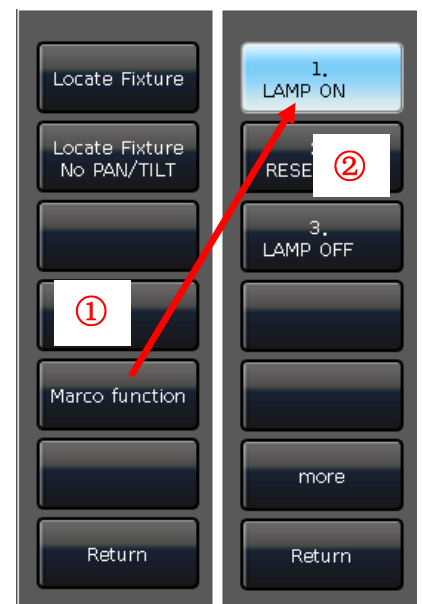 Locate Fixture
Locate Fixture
No PAN/TILT
①
Marco function
Return
1.
LAMP ON
②
RESE
3.
LAMP OFF
more
Return